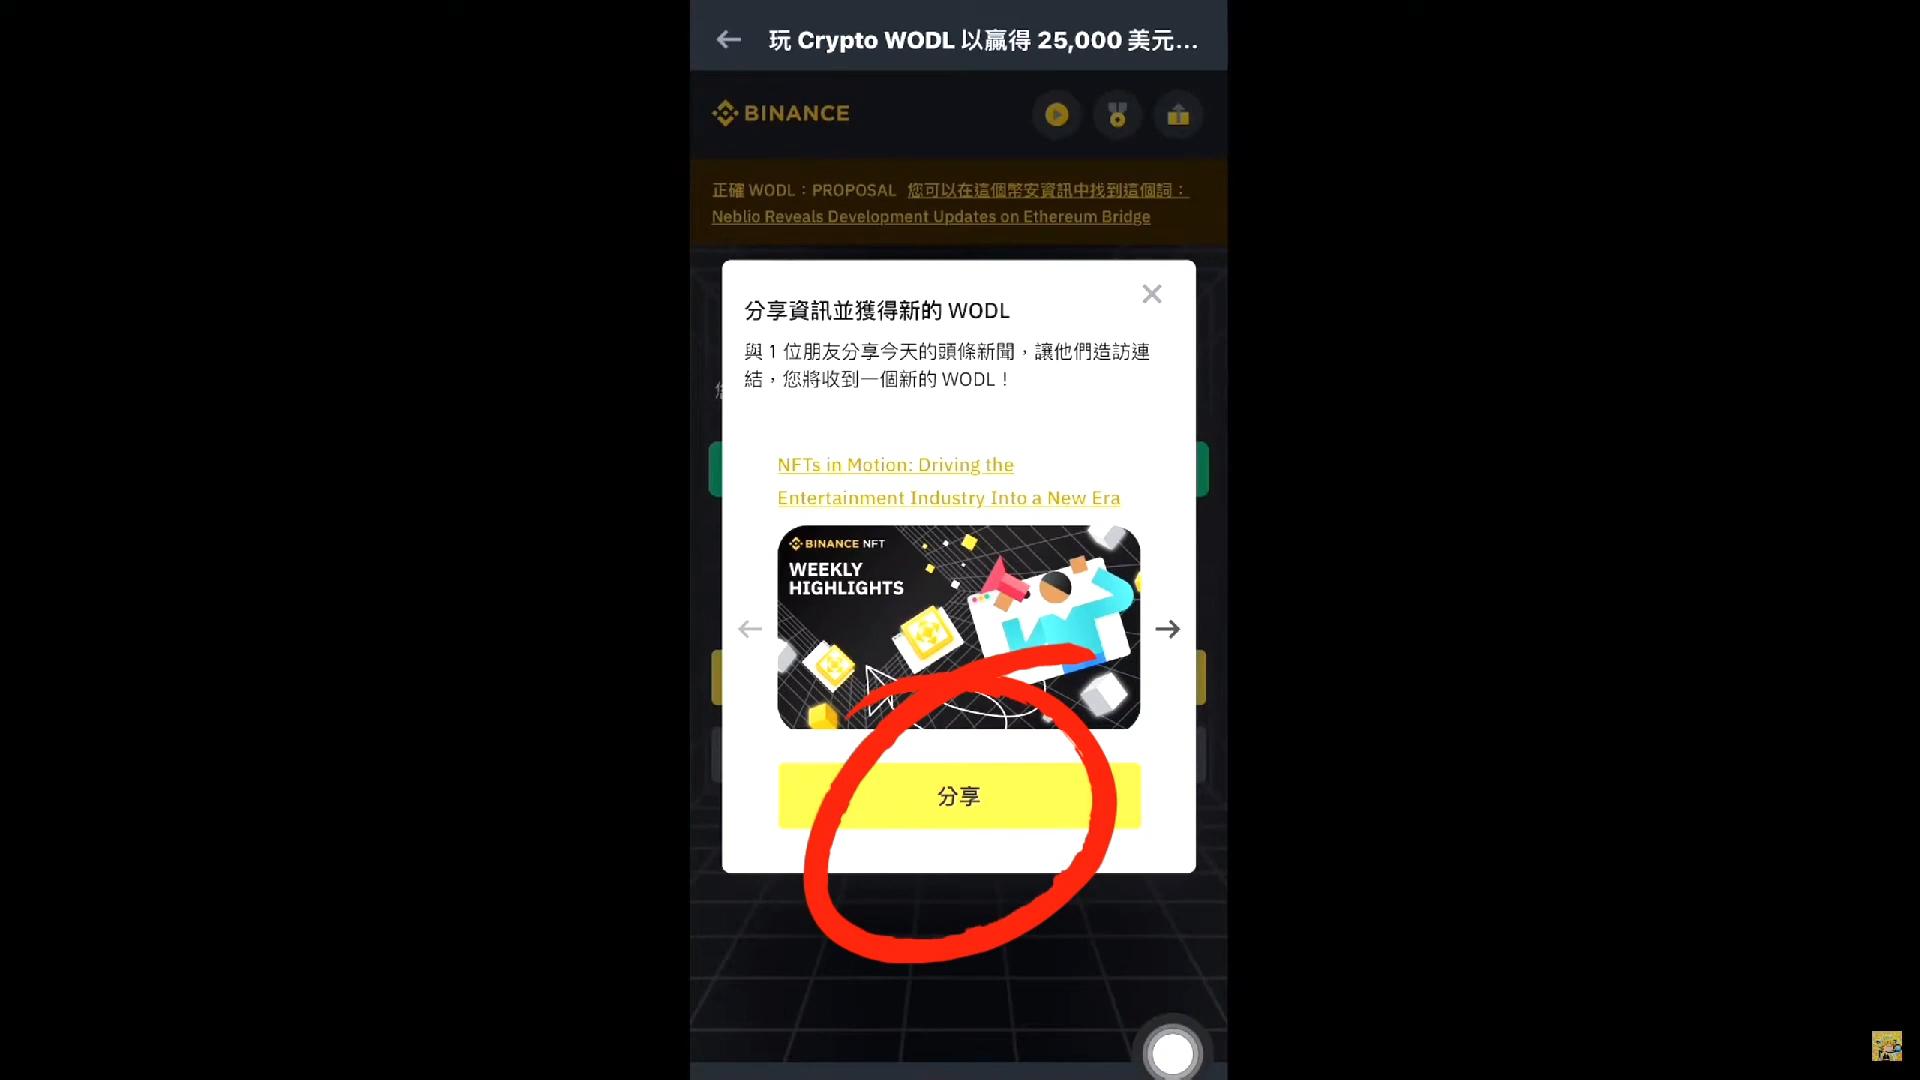 玩 Crypto WODL 以贏得 25,000 美元...
BINANCE
正確 WODL：PROPOSAL 您可以在這個幣安資訊中找到這個詞：
Neblio Reveals Development Updates on Ethereum Bridge
分享資訊並獲得新的 WODL
與 1 位朋友分享今天的頭條新聞，讓他們造訪連
結，您將收到一個新的 WODL！
NFTs in Motion: Driving the
Entertainment Industry Into a New Era
BINANCE NFT
WEEKLY
HIGHLIGHTS
分享